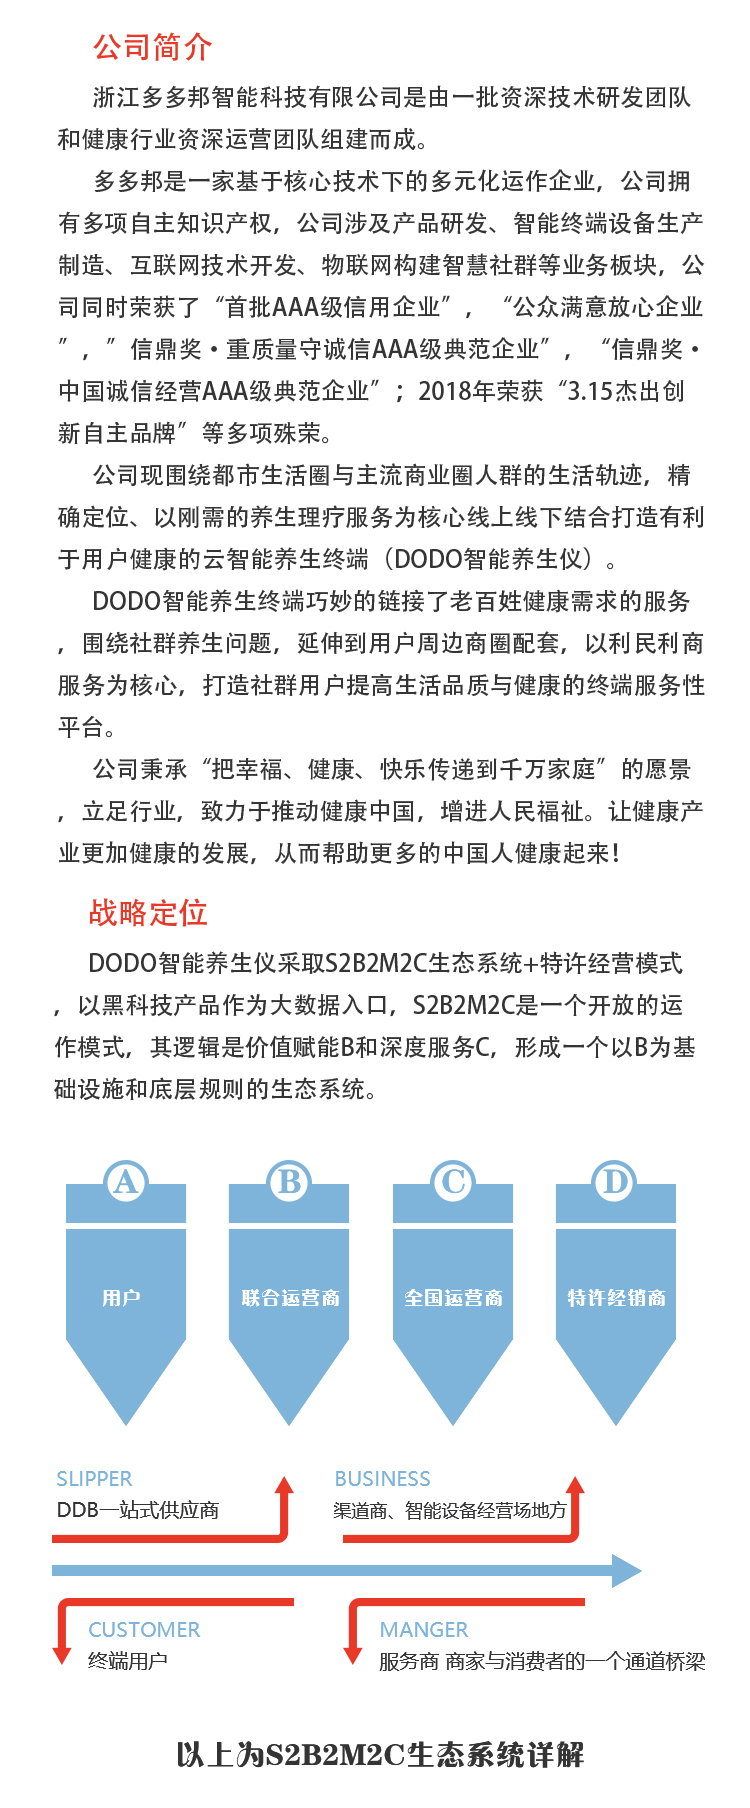 公司简介
浙江多多邦智能科技有限公司是由一批资深技术研发团队
和健康行业资深运营团队组建而成。
多多邦是一家基于核心技术下的多元化运作企业，公司拥
有多项自主知识产权，公司涉及产品研发、智能终端设备生产
制造、互联网技术开发、物联网构建智慧社群等业务板块，公
司同时荣获了“首批AAA级信用企业”，“公众满意放心企业
”，”信鼎奖·重质量守诚信AAA级典范企业”，“信鼎奖·
中国诚信经营AAA级典范企业”；2018年荣获“3.15杰出创
新自主品牌”等多项殊荣。
公司现围绕都市生活圈与主流商业圈人群的生活轨迹，精
确定位、以刚需的养生理疗服务为核心线上线下结合打造有利
于用户健康的云智能养生终端（DODO智能养生仪）。
DODO智能养生终端巧妙的链接了老百姓健康需求的服务
，围绕社群养生问题，延伸到用户周边商圈配套，以利民利商
服务为核心，打造社群用户提高生活品质与健康的终端服务性
平台。
公司秉承“把幸福、健康、快乐传递到千万家庭”的愿景
，立足行业，致力于推动健康中国，增进人民福祉。让健康产
业更加健康的发展，从而帮助更多的中国人健康起来！
战略定位
DODO智能养生仪采取S2B2M2C生态系统+特许经营模式
，以黑科技产品作为大数据入口，S2B2M2C是一个开放的运
作模式，其逻辑是价值赋能B和深度服务C，形成一个以B为基
础设施和底层规则的生态系统。
A B C D
用户 联合运营商 全国运营商 特许经销商
SLIPPER BUSINESS
DDB一站式供应商 渠道商、智能设备经营场地方
CUSTOMER MANGER
终端用户 服务商 商家与消费者的一个通道桥梁
以上为S2B2M2C生态系统详解